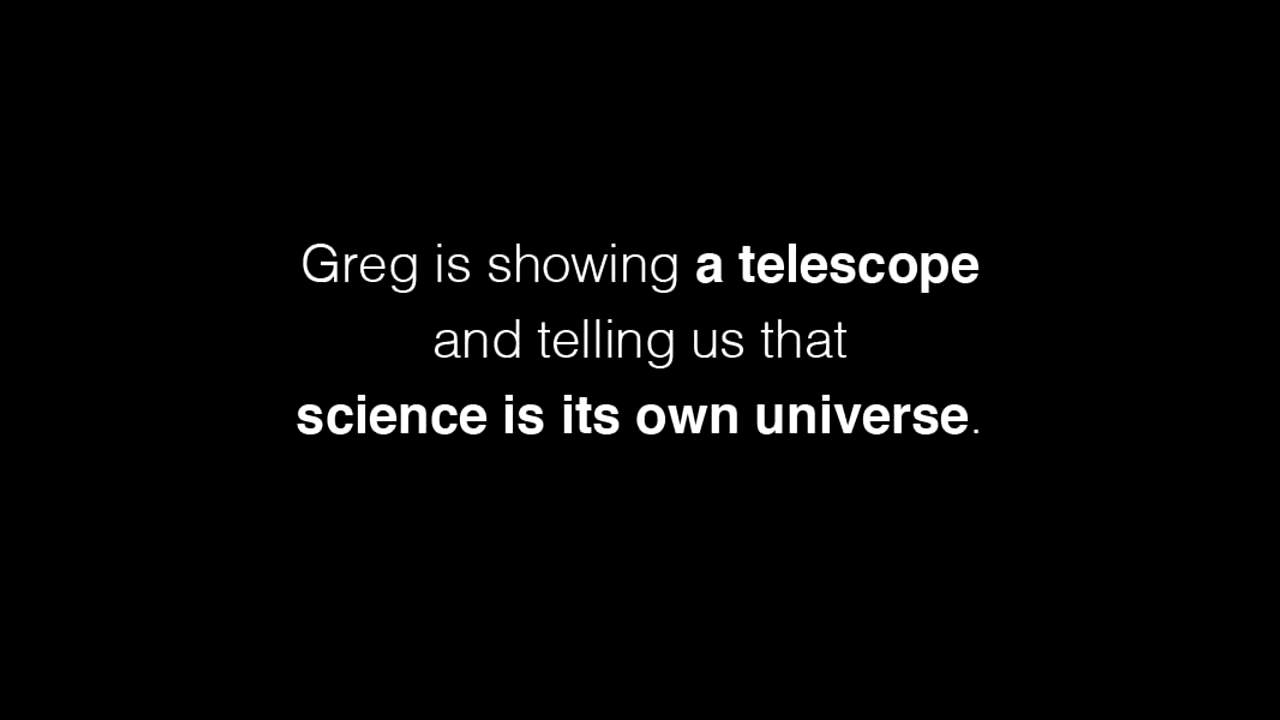 Greg is showing a telescope
and telling us that
science is its own universe.